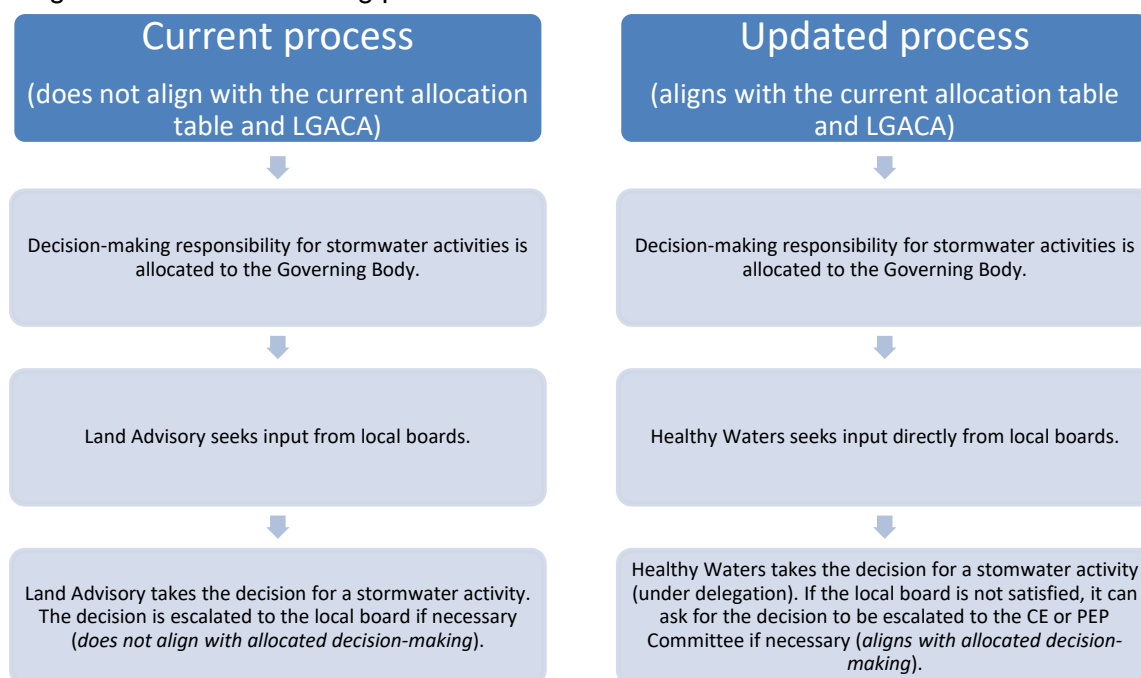 Current process
(does not align with the current allocation
table and LGACA)
Decision-making responsibility for stormwater activities is
allocated to the Governing Body.
Land Advisory seeks input from local boards.
Land Advisory takes the decision for a stormwater activity.
The decision is escalated to the local board if necessary
(does not align with allocated decision-making).
Updated process
(aligns with the current allocation table
and LGACA)
Decision-making responsibility for stormwater activities is
allocated to the Governing Body.
Healthy Waters seeks input directly from local boards.
Healthy Waters takes the decision for a stomwater activity
(under delegation). If the local board is not satisfied, it can
ask for the decision to be escalated to the CE or PEP
Committee if necessary (aligns with allocated decision-
making).